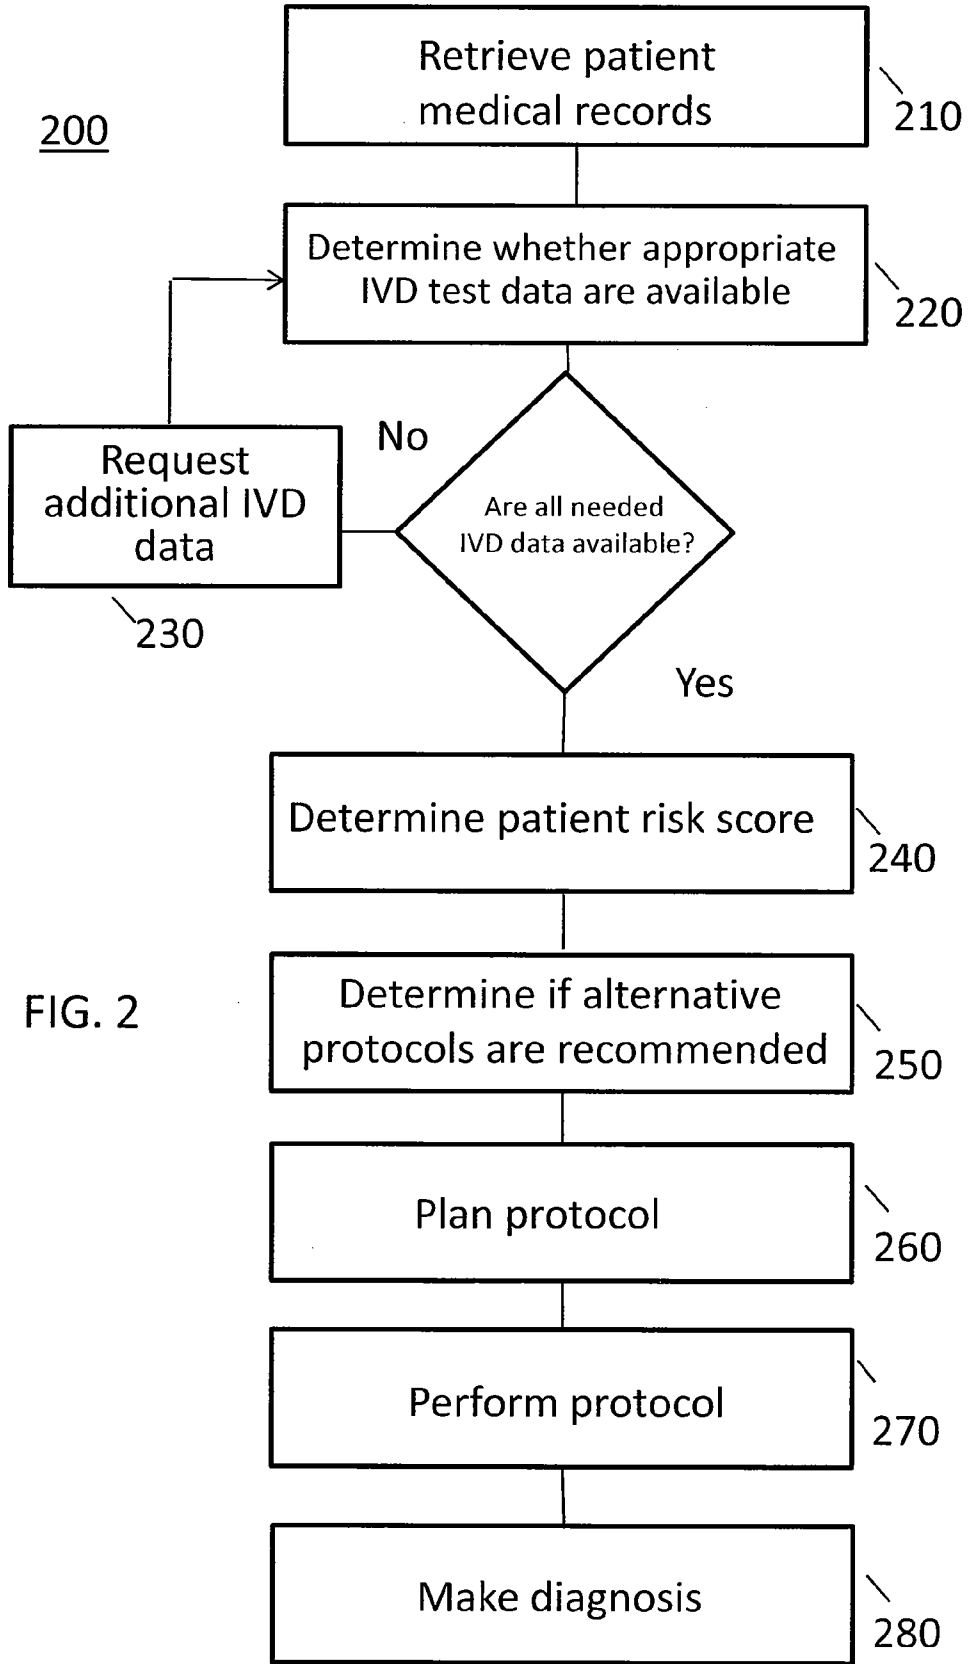 Retrieve patient
medical records
210
200
Determine whether appropriate
IVD test data are available
220
No
Request
additional IVD
data
230
Are all needed
IVD data available?
Yes
Determine patient risk score
240
FIG. 2
Determine if alternative
protocols are recommended
250
Plan protocol
260
Perform protocol
270
Make diagnosis
280